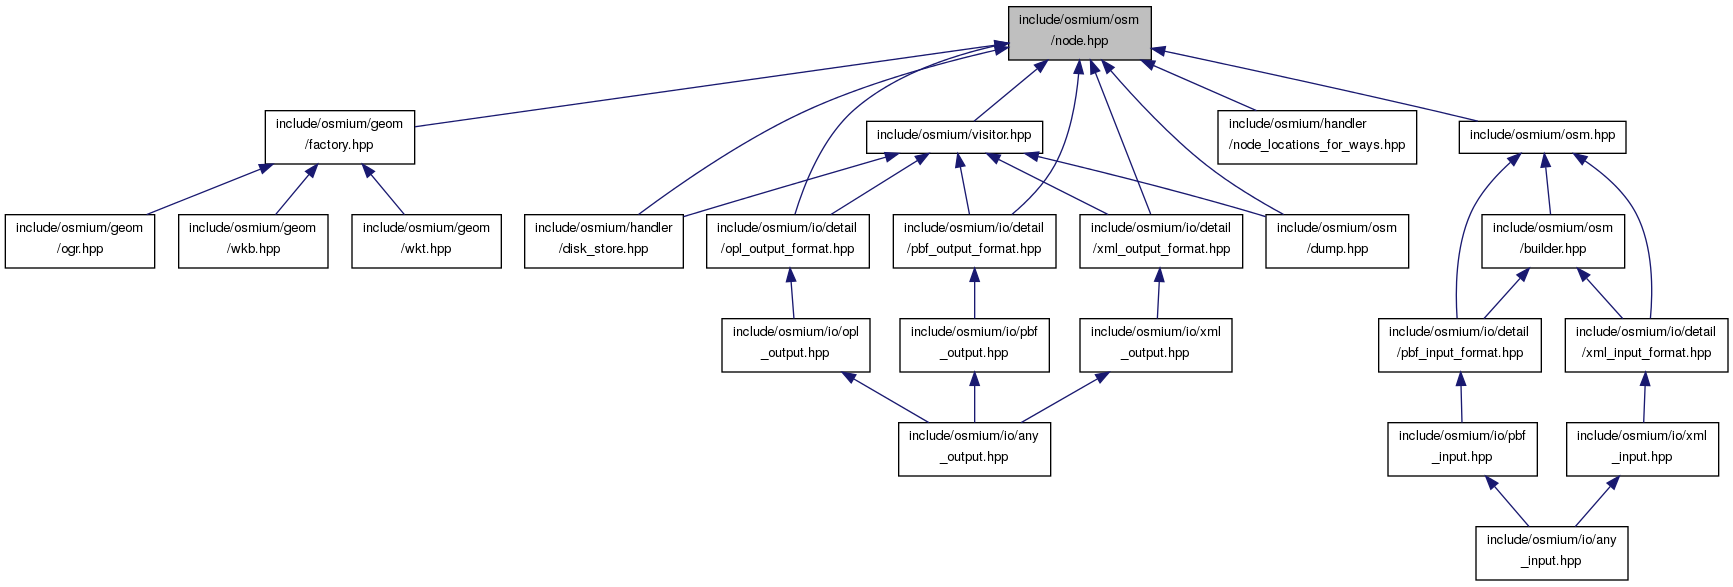 include/osmium/osm
/node.hpp
include/osmium/geom
/factory.hpp
include/osmium/visitor.hpp
include/osmium/handler
/node_locations_for_ways.hpp
include/osmium/osm.hpp
include/osmium/geom
/ogr.hpp
include/osmium/geom
/wkb.hpp
include/osmium/geom
/wkt.hpp
include/osmium/handler
/disk_store.hpp
include/osmium/io/detail
/opl_output_format.hpp
include/osmium/io/detail
/pbf_output_format.hpp
include/osmium/io/detail
/xml_output_format.hpp
include/osmium/osm
/dump.hpp
include/osmium/osm
/builder.hpp
include/osmium/io/opl
_output.hpp
include/osmium/io/pbf
_output.hpp
include/osmium/io/xml
_output.hpp
include/osmium/io/detail
/pbf_input_format.hpp
include/osmium/io/detail
/xml_input_format.hpp
include/osmium/io/any
_output.hpp
include/osmium/io/pbf
_input.hpp
include/osmium/io/xml
_input.hpp
include/osmium/io/any
_input.hpp